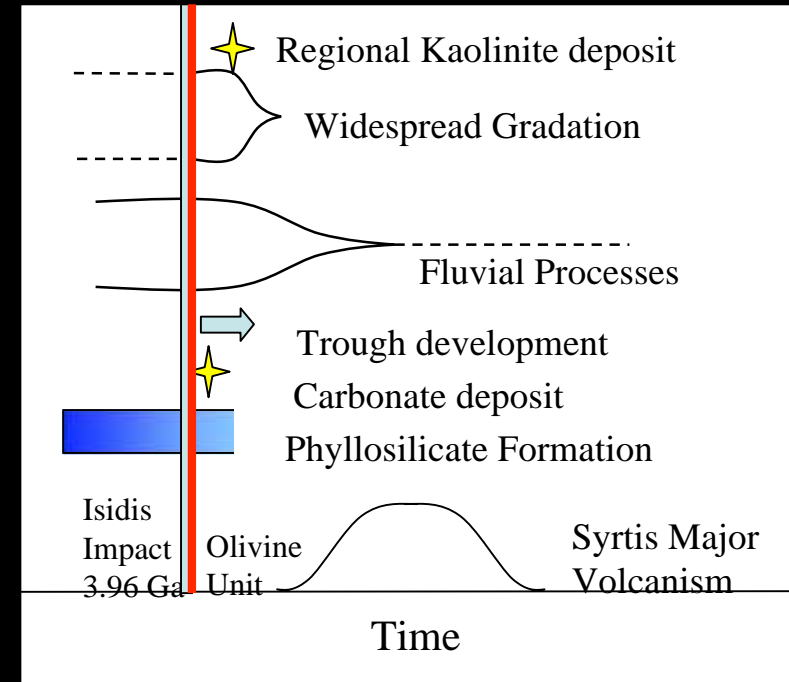 Regional Kaolinite deposit
Widespread Gradation
Fluvial Processes
Trough development
Carbonate deposit
Phyllosilicate Formation
Isidis
Impact
3.96 Ga
Olivine
Unit
Syrtis Major
Volcanism
Time